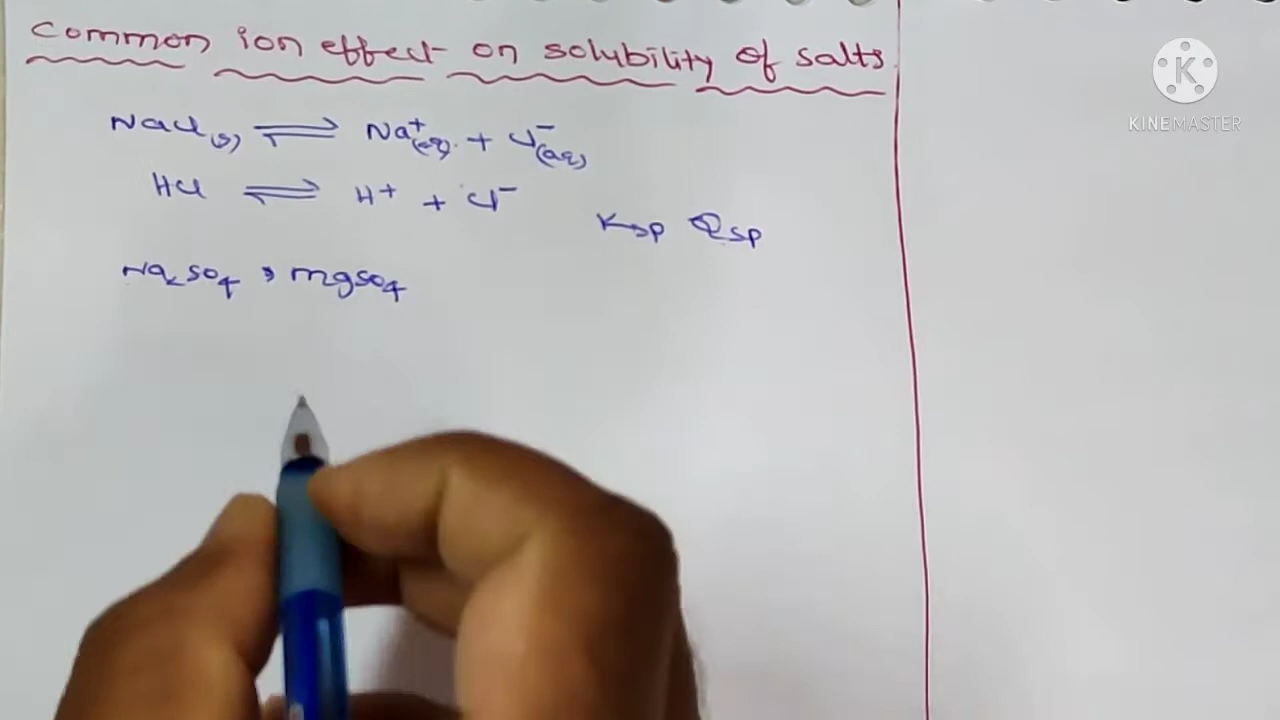 Common ion effect on solubility of salts
NaCl(s) ⇌ Na⁺(aq) + Cl⁻(aq)
HCl ⇌ H⁺ + Cl⁻
Ksp Qsp
Na₂SO₄, MgSO₄
K
KINEMASTER